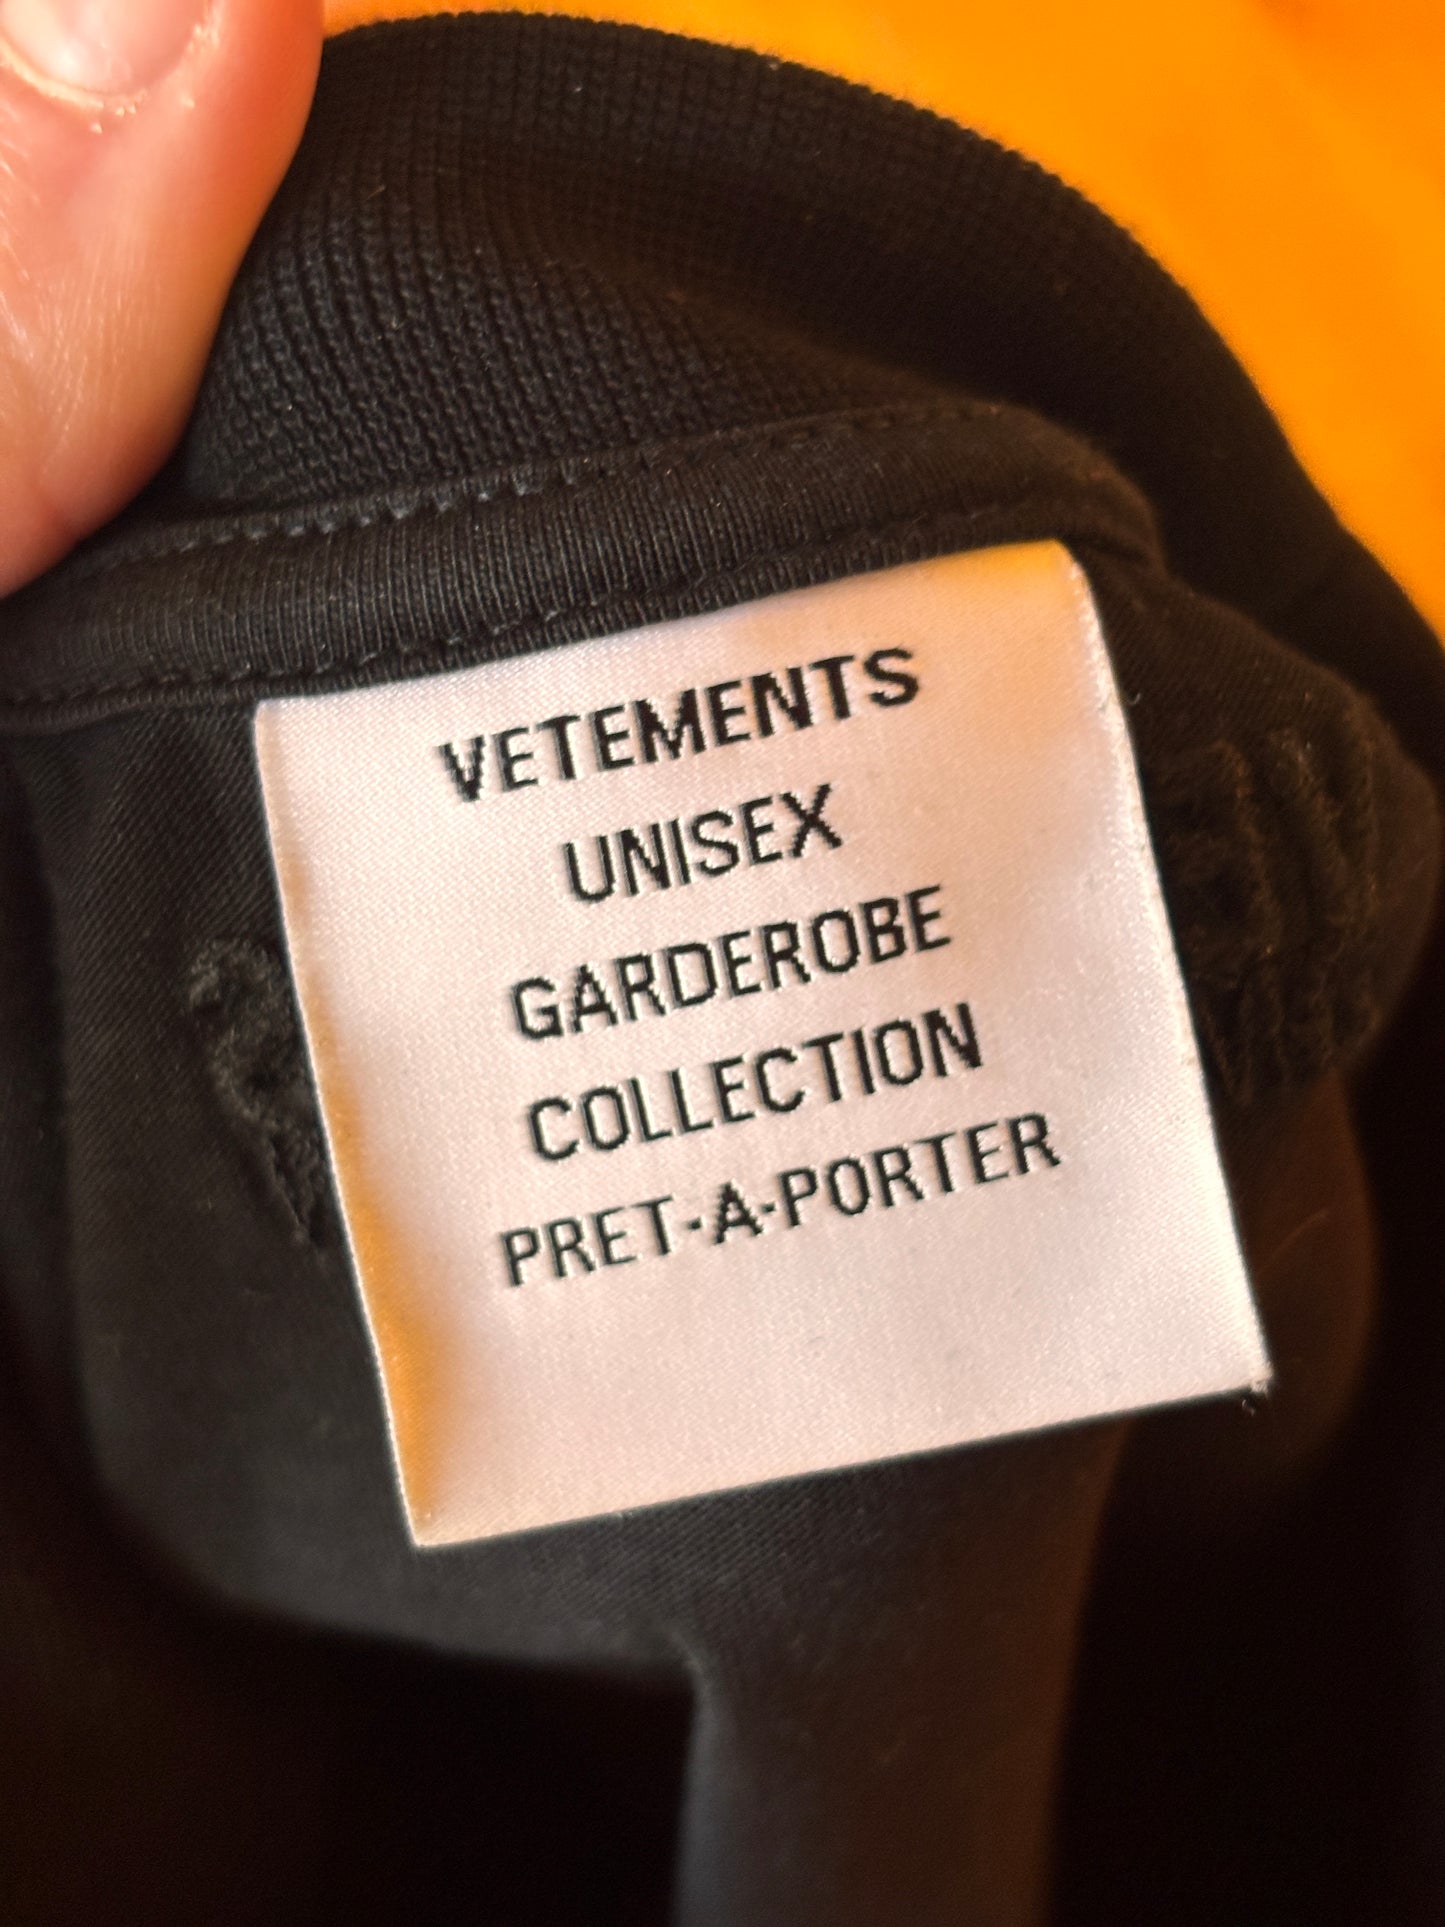 VETEMENTS
UNISEX
GARDEROBE
COLLECTION
PRET-A-PORTER